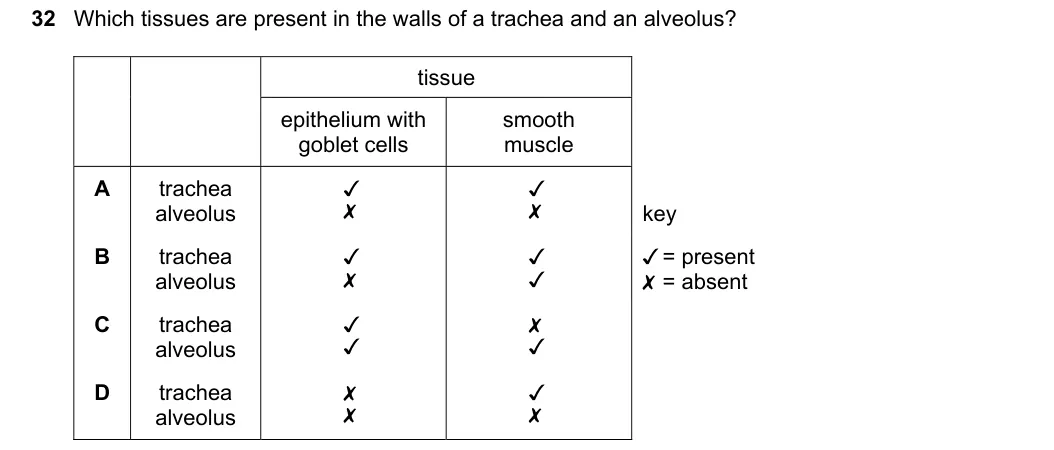 32 Which tissues are present in the walls of a trachea and an alveolus?
tissue
epithelium with goblet cells smooth muscle
A trachea ✓ ✓
alveolus ✗ ✗
key
B trachea ✓ ✓
alveolus ✗ ✓
✓ = present
✗ = absent
C trachea ✓ ✗
alveolus ✓ ✓
D trachea ✗ ✓
alveolus ✗ ✗